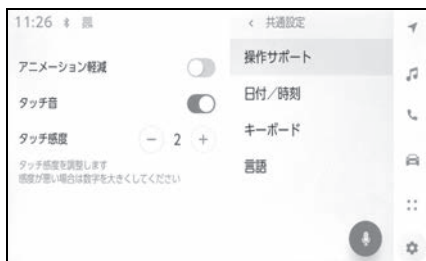 11:26
アニメーション軽減
タッチ音
タッチ感度
− 2 +
タッチ感度を調整します
感度が悪い場合は数字を大きくしてください
< 共通設定
操作サポート
日付/時刻
キーボード
言語